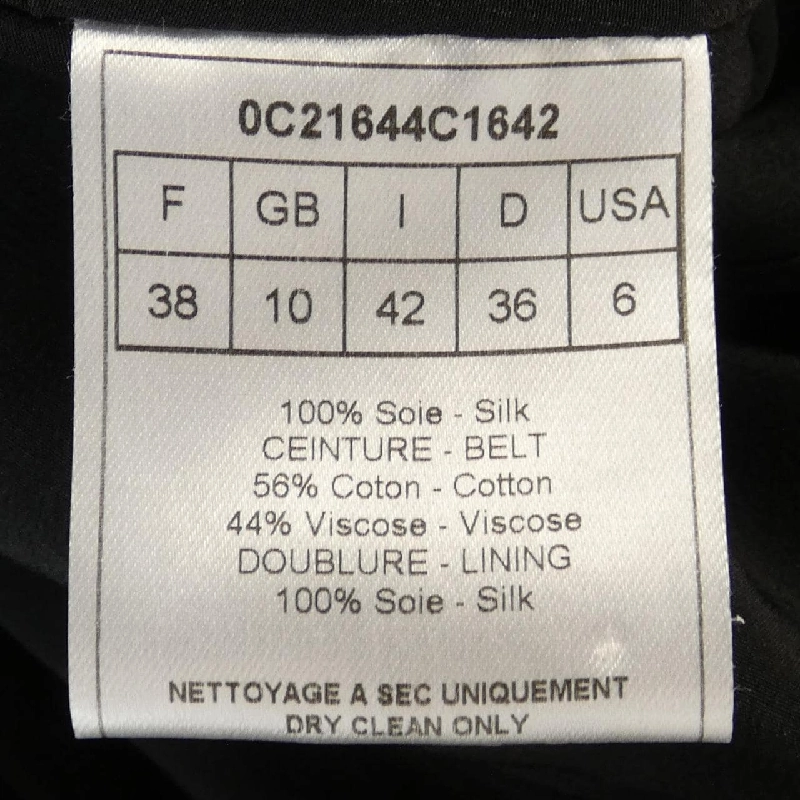 0C21644C1642
F GB I D USA
38 10 42 36 6
100% Soie - Silk
CEINTURE - BELT
56% Coton - Cotton
44% Viscose - Viscose
DOUBLURE - LINING
100% Soie - Silk
NETTOYAGE A SEC UNIQUEMENT
DRY CLEAN ONLY